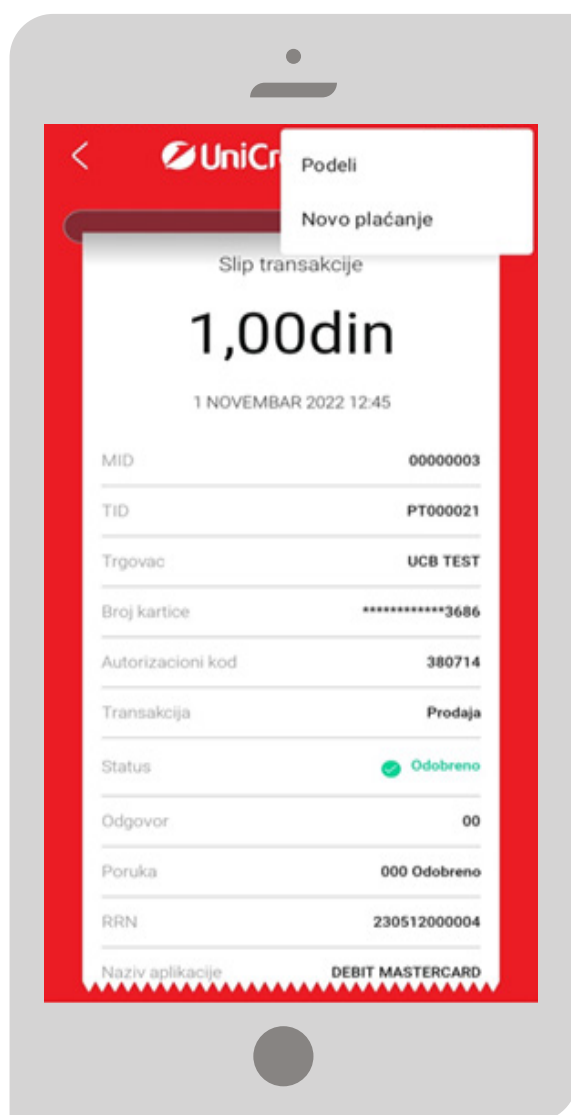 UniCr
Podeli
Novo plaćanje
Slip transakcije
1,00din
1 NOVEMBAR 2022 12:45
MID 00000003
TID PT000021
Trgovac UCB TEST
Broj kartice ************3686
Autorizacioni kod 380714
Transakcija Prodaja
Status Odobreno
Odgovor 00
Poruka 000 Odobreno
RRN 230512000004
Naziv aplikacije DEBIT MASTERCARD